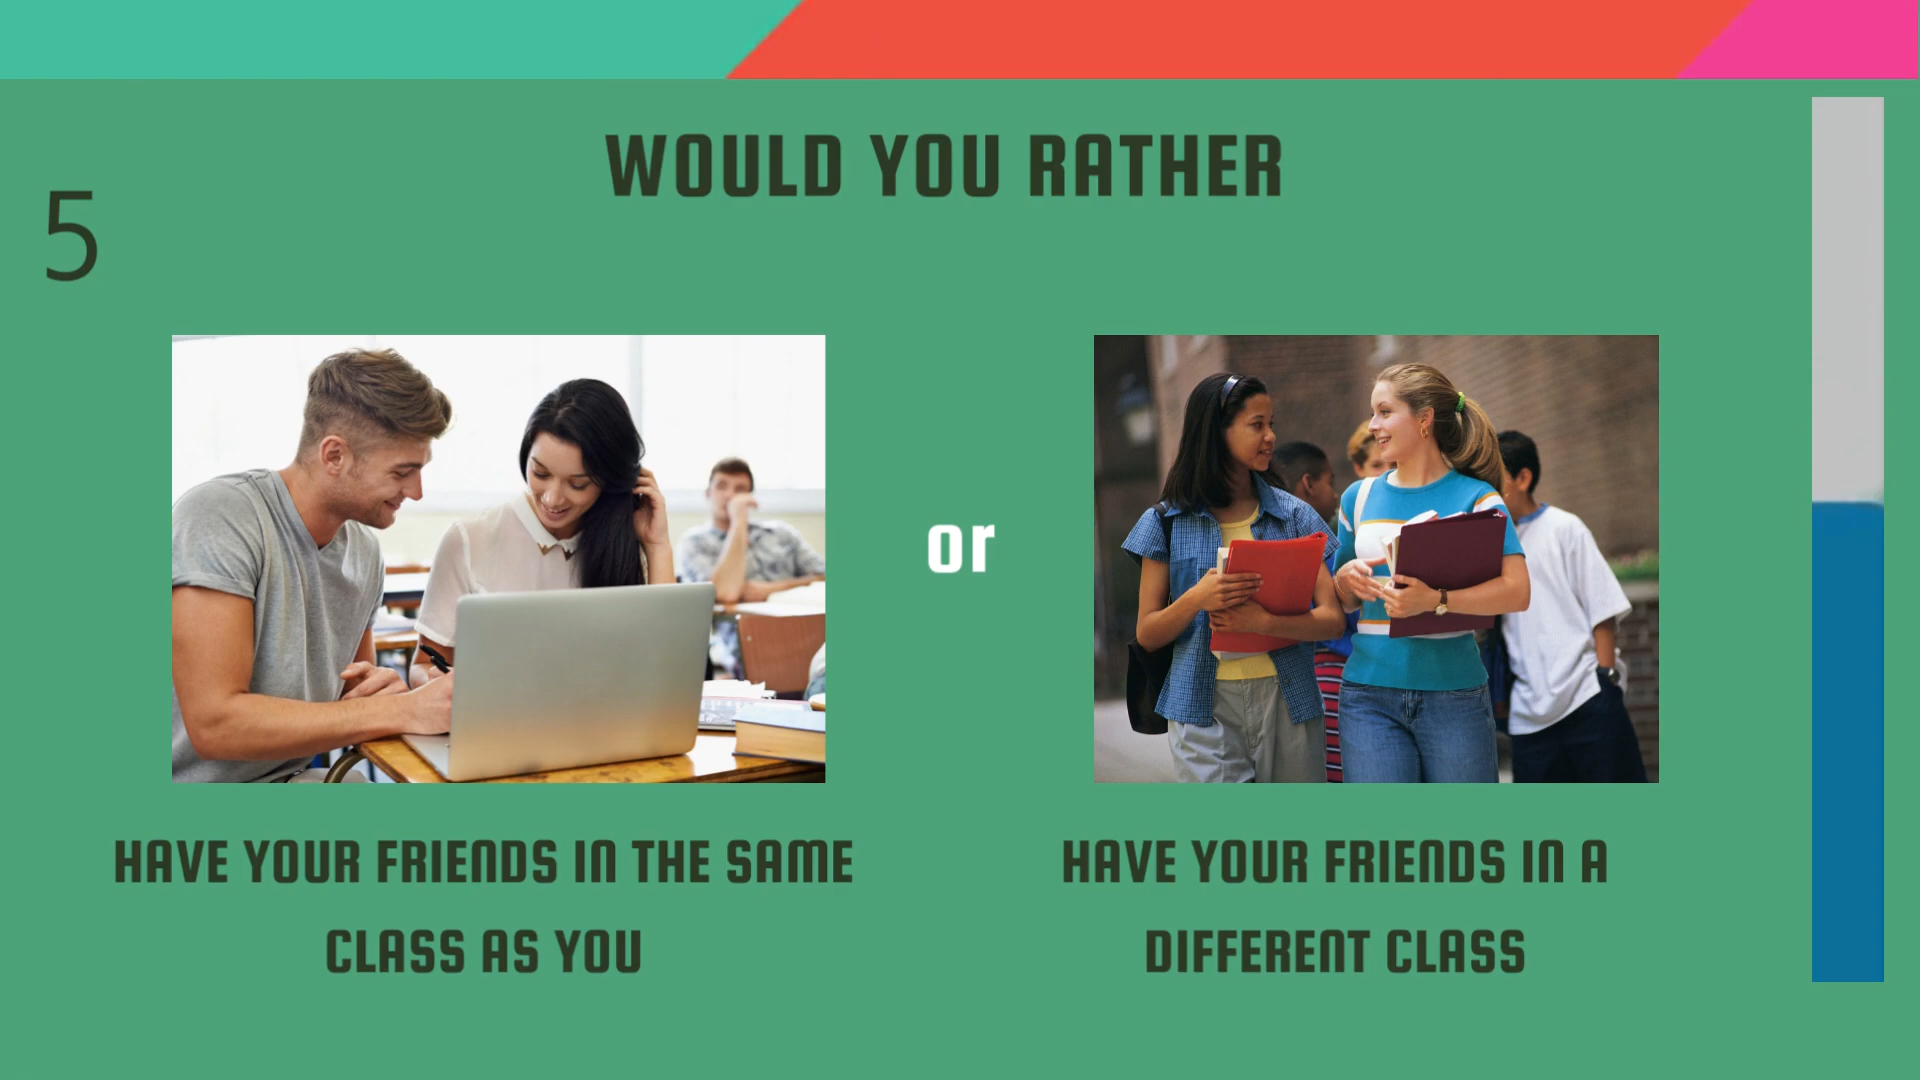 WOULD YOU RATHER
5
or
HAVE YOUR FRIENDS IN THE SAME
CLASS AS YOU
HAVE YOUR FRIENDS IN A
DIFFERENT CLASS